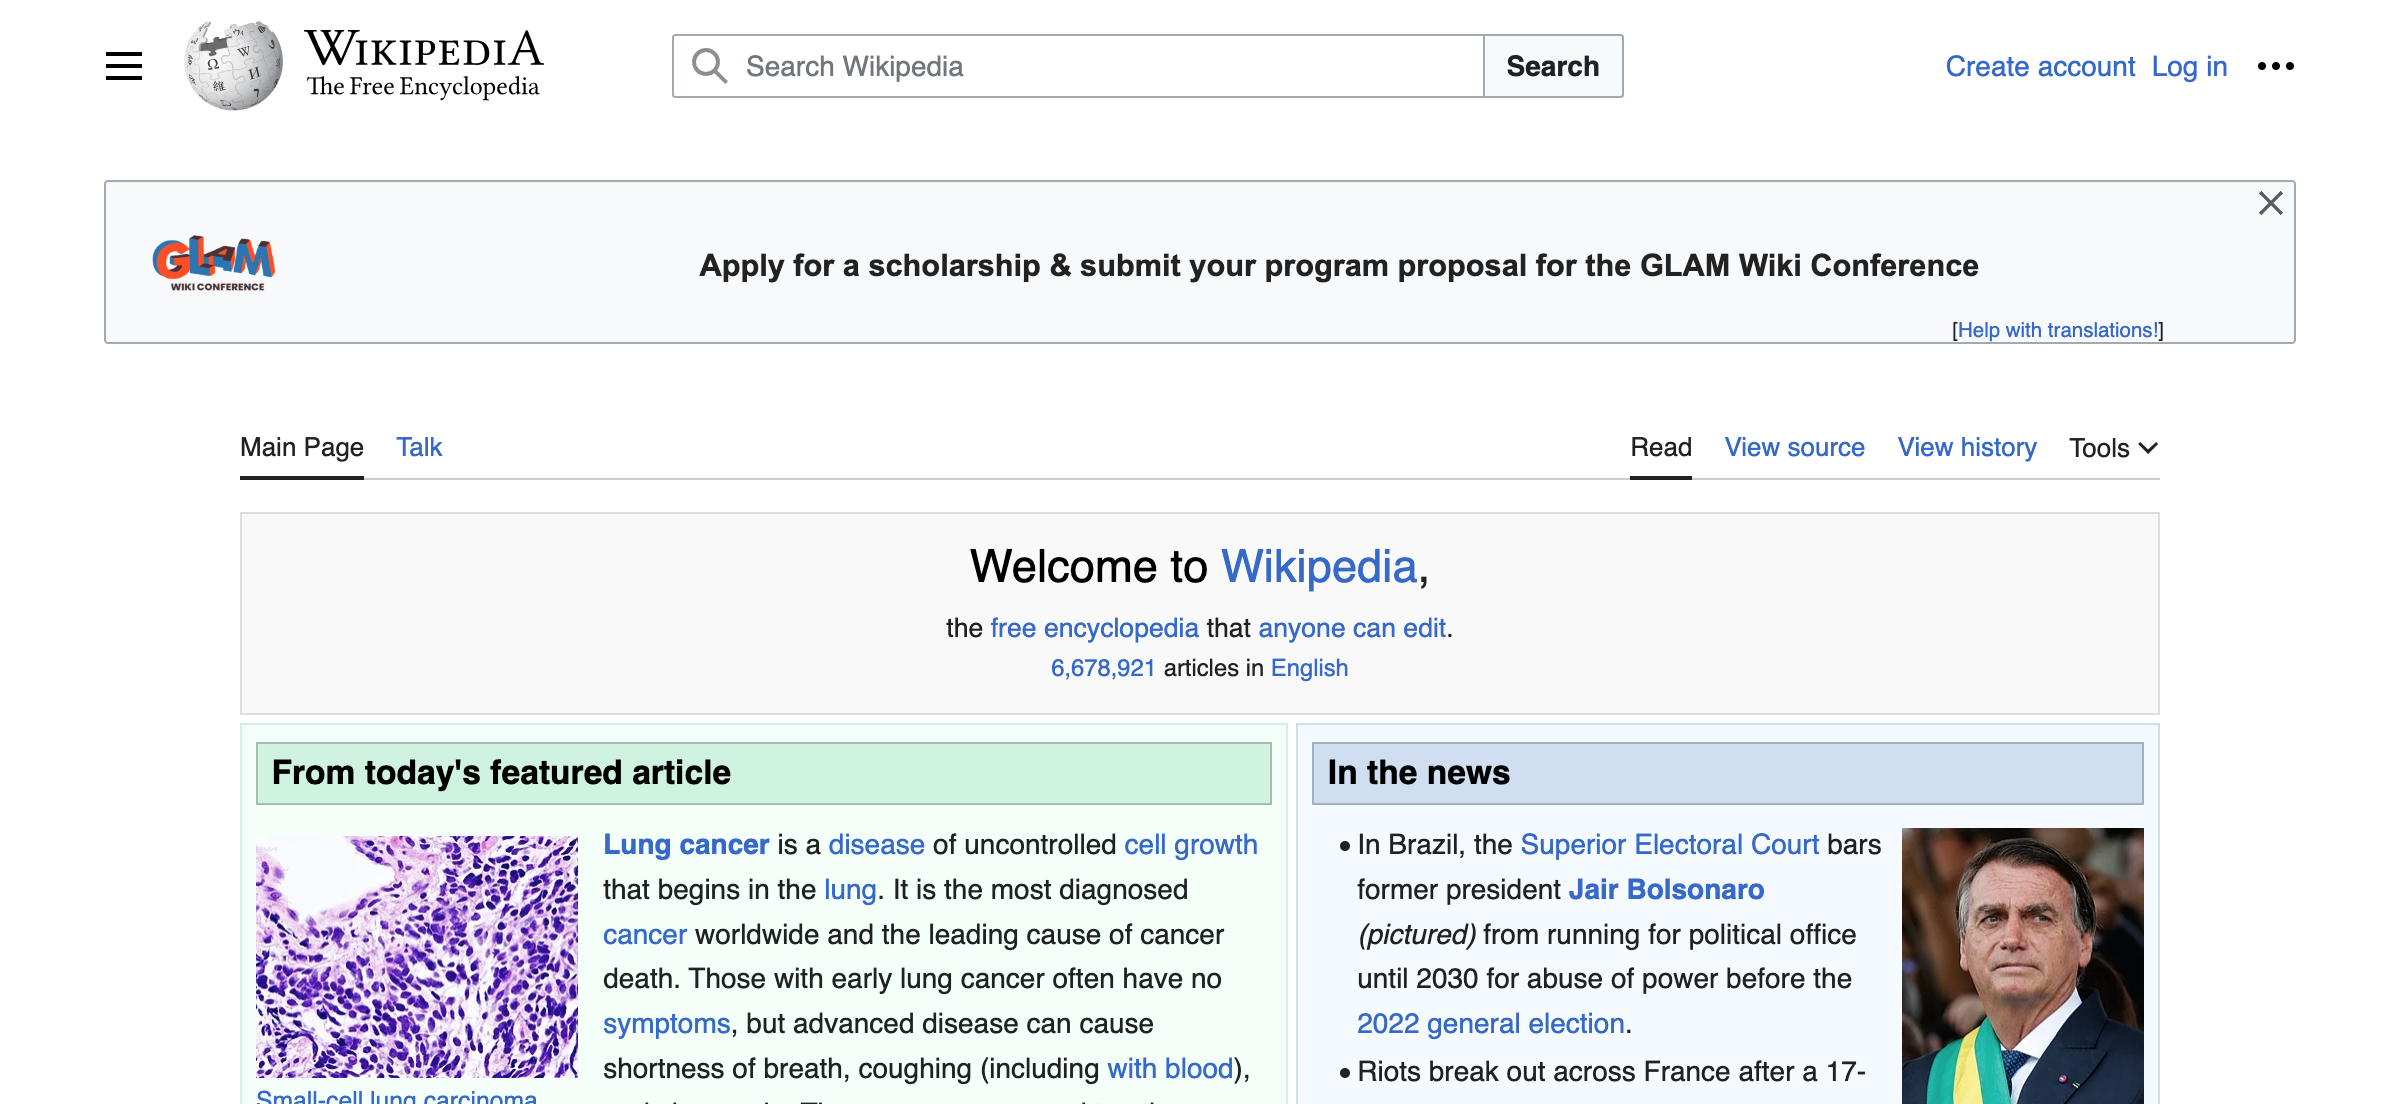 WIKIPEDIA
The Free Encyclopedia
Search Wikipedia
Search
Create account Log in
GLAM
WIKI CONFERENCE
Apply for a scholarship & submit your program proposal for the GLAM Wiki Conference
[Help with translations!]
Main Page Talk
Read View source View history Tools
Welcome to Wikipedia,
the free encyclopedia that anyone can edit.
6,678,921 articles in English
From today's featured article
Lung cancer is a disease of uncontrolled cell growth
that begins in the lung. It is the most diagnosed
cancer worldwide and the leading cause of cancer
death. Those with early lung cancer often have no
symptoms, but advanced disease can cause
shortness of breath, coughing (including with blood),
Small-cell lung carcinoma
In the news
• In Brazil, the Superior Electoral Court bars
former president Jair Bolsonaro
(pictured) from running for political office
until 2030 for abuse of power before the
2022 general election.
• Riots break out across France after a 17-